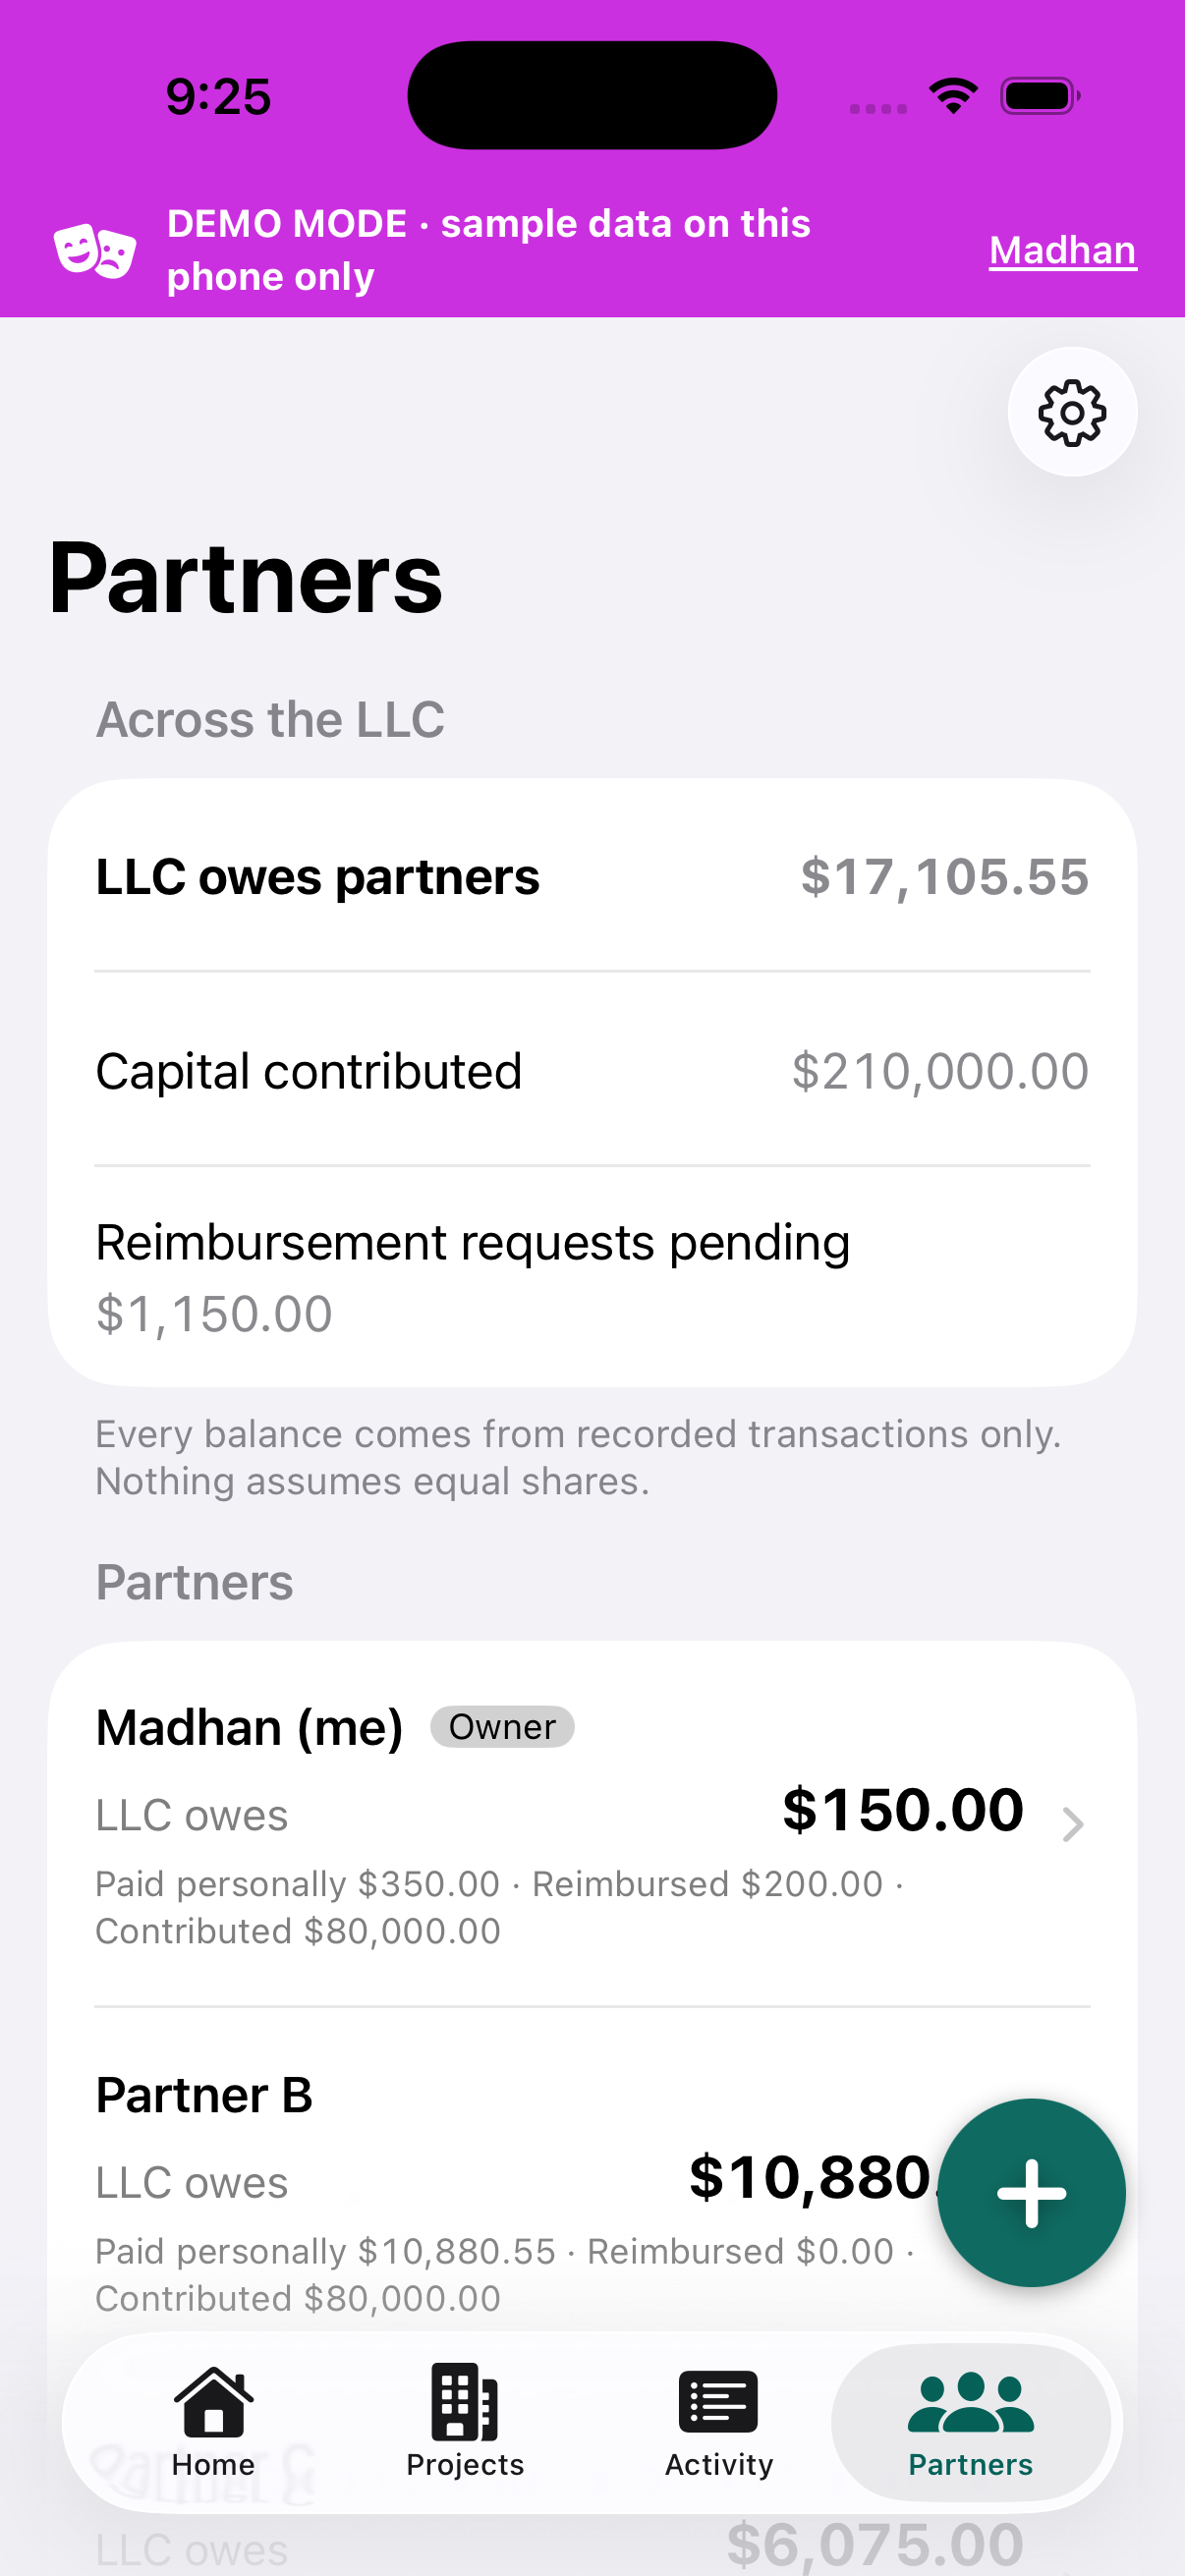 9:25
DEMO MODE · sample data on this
phone only
Madhan
Partners
Across the LLC
LLC owes partners $17,105.55
Capital contributed $210,000.00
Reimbursement requests pending
$1,150.00
Every balance comes from recorded transactions only.
Nothing assumes equal shares.
Partners
Madhan (me) Owner
LLC owes $150.00
Paid personally $350.00 · Reimbursed $200.00 ·
Contributed $80,000.00
Partner B
LLC owes $10,880.
Paid personally $10,880.55 · Reimbursed $0.00 ·
Contributed $80,000.00
Partner C
Home Projects Activity Partners
LLC owes $6,075.00